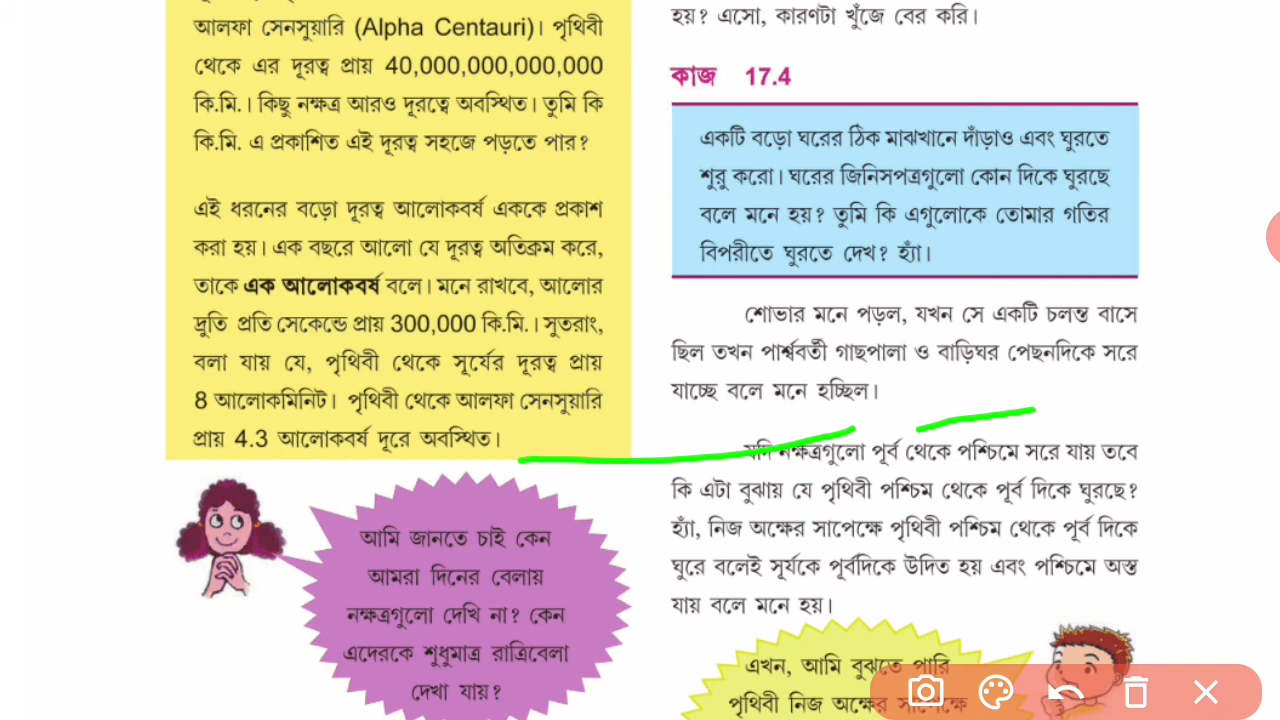 আলফা সেনসুয়ারি (Alpha Centauri)। পৃথিবী
থেকে এর দূরত্ব প্রায় 40,000,000,000,000
কি.মি.। কিছু নক্ষত্র আরও দূরত্বে অবস্থিত। তুমি কি
কি.মি. এ প্রকাশিত এই দূরত্ব সহজে পড়তে পার?
এই ধরনের বড়ো দূরত্ব আলোকবর্ষ এককে প্রকাশ
করা হয়। এক বছরে আলো যে দূরত্ব অতিক্রম করে,
তাকে এক আলোকবর্ষ বলে। মনে রাখবে, আলোর
দ্রুতি প্রতি সেকেন্ডে প্রায় 300,000 কি.মি.। সুতরাং,
বলা যায় যে, পৃথিবী থেকে সূর্যের দূরত্ব প্রায়
8 আলোকমিনিট। পৃথিবী থেকে আলফা সেনসুয়ারি
প্রায় 4.3 আলোকবর্ষ দূরে অবস্থিত।
আমি জানতে চাই কেন
আমরা দিনের বেলায়
নক্ষত্রগুলো দেখি না? কেন
এদেরকে শুধুমাত্র রাত্রিবেলা
দেখা যায়?
হয়? এসো, কারণটা খুঁজে বের করি।
কাজ 17.4
একটি বড়ো ঘরের ঠিক মাঝখানে দাঁড়াও এবং ঘুরতে
শুরু করো। ঘরের জিনিসপত্রগুলো কোন দিকে ঘুরছে
বলে মনে হয়? তুমি কি এগুলোকে তোমার গতির
বিপরীতে ঘুরতে দেখ? হ্যাঁ।
শোভার মনে পড়ল, যখন সে একটি চলন্ত বাসে
ছিল তখন পার্শ্ববর্তী গাছপালা ও বাড়িঘর পেছনদিকে সরে
যাচ্ছে বলে মনে হচ্ছিল।
যদি নক্ষত্রগুলো পূর্ব থেকে পশ্চিমে সরে যায় তবে
কি এটা বুঝায় যে পৃথিবী পশ্চিম থেকে পূর্ব দিকে ঘুরছে?
হ্যাঁ, নিজ অক্ষের সাপেক্ষে পৃথিবী পশ্চিম থেকে পূর্ব দিকে
ঘুরে বলেই সূর্যকে পূর্বদিকে উদিত হয় এবং পশ্চিমে অস্ত
যায় বলে মনে হয়।
এখন, আমি বুঝতে পারি
পৃথিবী নিজ অক্ষের সাপেক্ষে